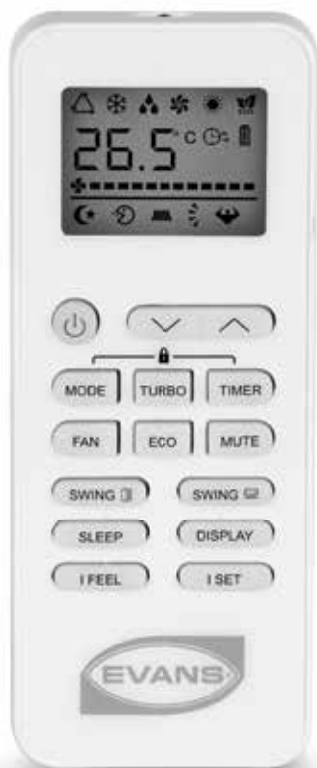 26.5 °C
MODE TURBO TIMER
FAN ECO MUTE
SWING SWING
SLEEP DISPLAY
I FEEL I SET
EVANS